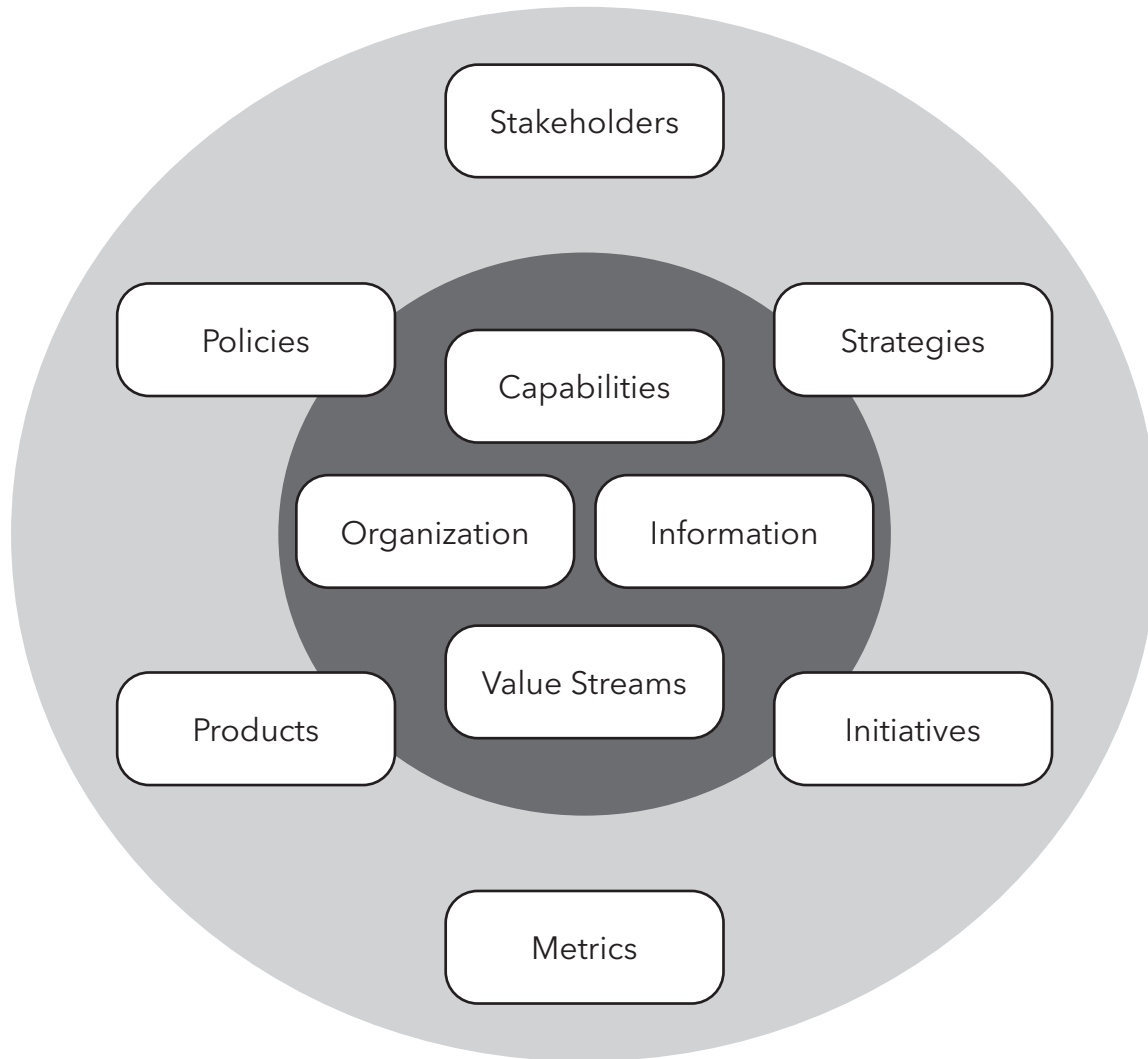 Stakeholders
Policies
Strategies
Capabilities
Organization
Information
Value Streams
Products
Initiatives
Metrics